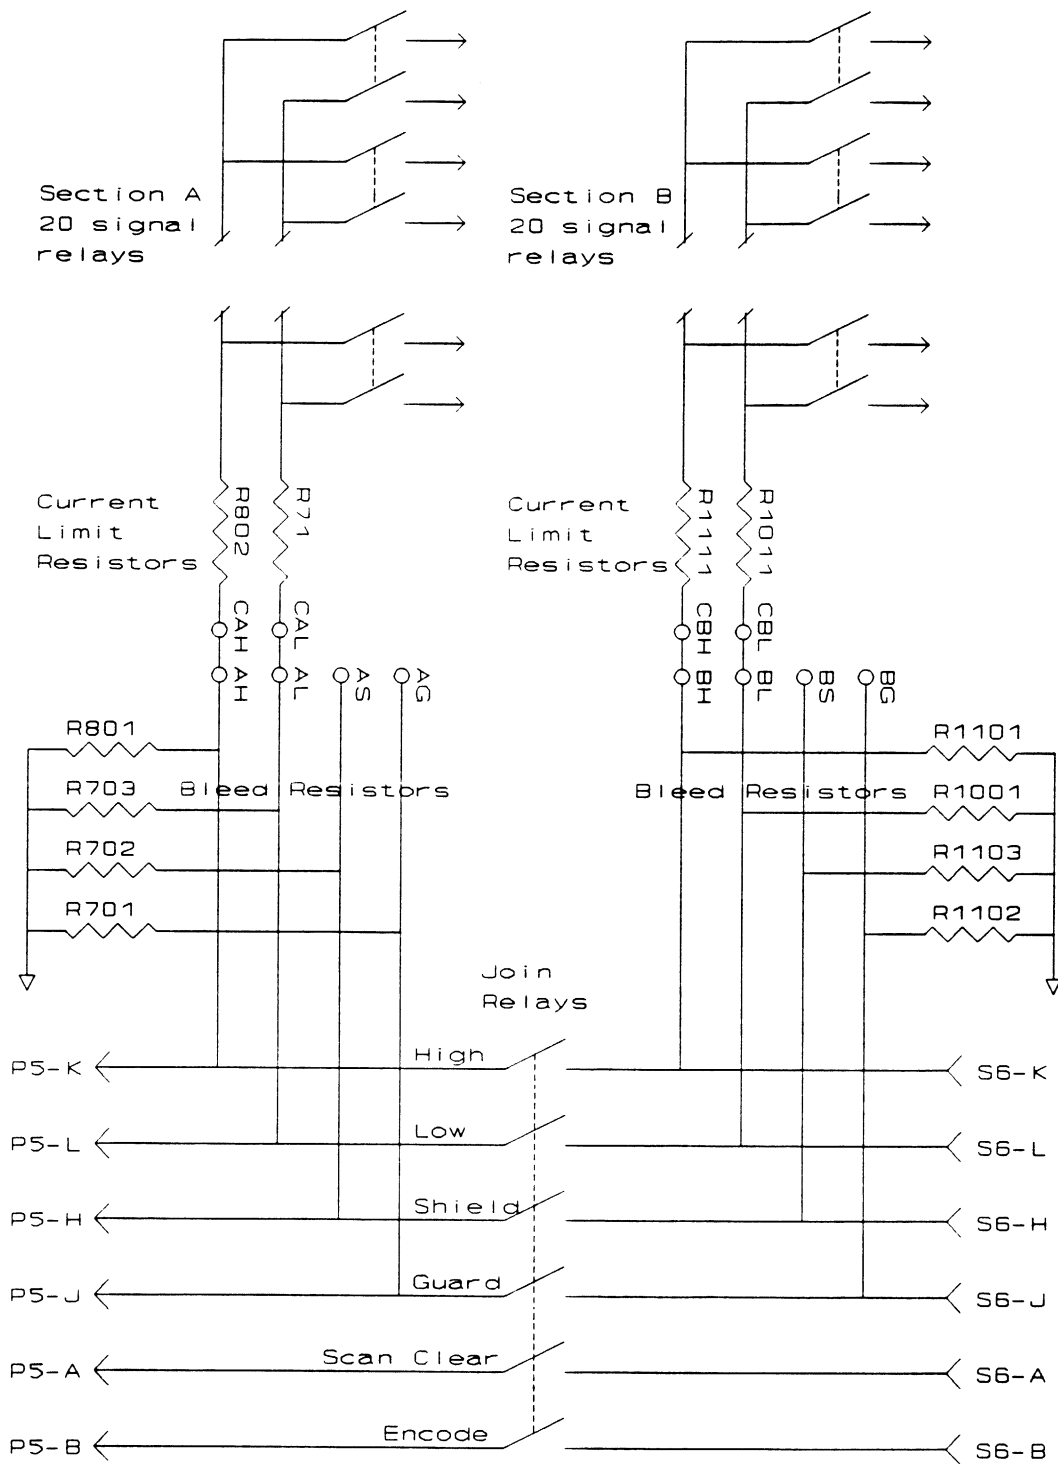 Section A
20 signal
relays
Section B
20 signal
relays
Current
Limit
Resistors
R802
R71
Current
Limit
Resistors
R1111
R1011
CAH
CAL
CBH
CBL
AH
AL
AS
AG
BH
BL
BS
BG
R801
R1101
Bleed Resistors
Bleed Resistors
R703
R1001
R702
R1103
R701
R1102
Join
Relays
P5-K
High
S6-K
P5-L
Low
S6-L
P5-H
Shield
S6-H
P5-J
Guard
S6-J
P5-A
Scan Clear
S6-A
P5-B
Encode
S6-B